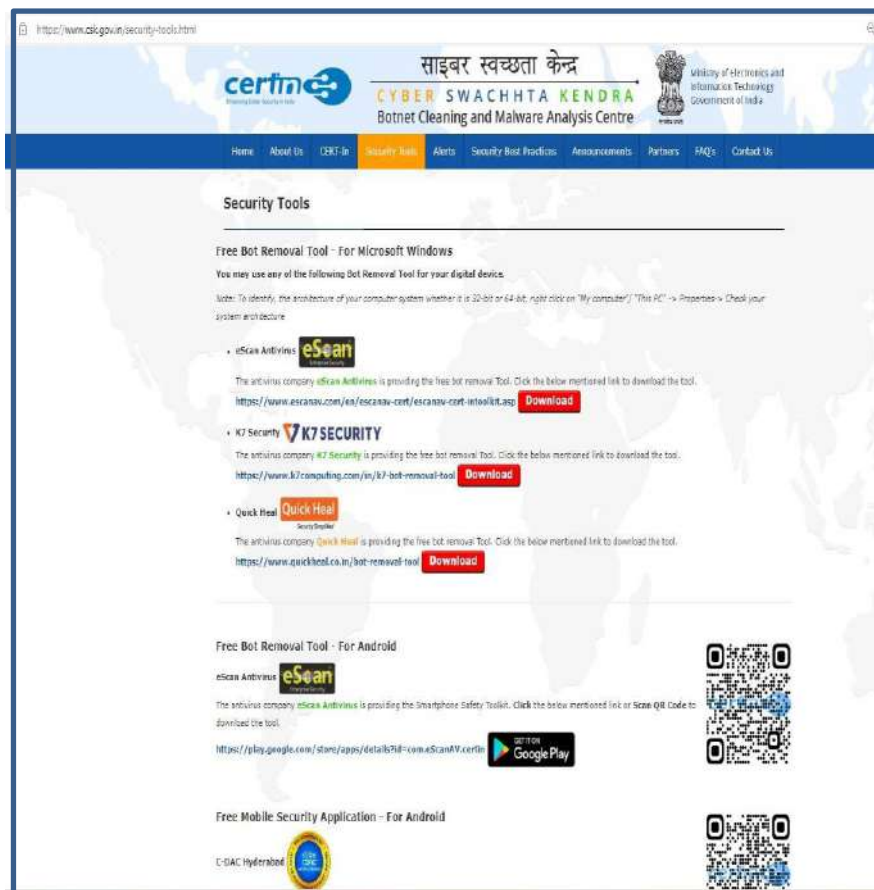 https://www.csk.gov.in/security-tools.html
certin
साइबर स्वच्छता केन्द्र
CYBER SWACHHTA KENDRA
Botnet Cleaning and Malware Analysis Centre
Ministry of Electronics and
Information Technology
Government of India
Home About Us CERT-In Security Tools Alerts Security Best Practices Announcements Partners FAQ's Contact Us
Security Tools
Free Bot Removal Tool - For Microsoft Windows
You may use any of the following Bot Removal Tool for your digital device.
Note: To identify, the architecture of your computer system whether it is 32-bit or 64-bit, right click on "My computer"/ "This PC" -> Properties-> Check your
system architecture
• eScan Antivirus eScan
The antivirus company eScan Antivirus is providing the free bot removal Tool. Click the below mentioned link to download the tool.
https://www.escanav.com/en/escanav-cert/escanav-cert-intoolkit.asp Download
• K7 Security K7 SECURITY
The antivirus company K7 Security is providing the free bot removal Tool. Click the below mentioned link to download the tool.
https://www.k7computing.com/in/k7-bot-removal-tool Download
• Quick Heal Quick Heal
Security Simplified
The antivirus company Quick Heal is providing the free bot removal Tool. Click the below mentioned link to download the tool.
https://www.quickheal.co.in/bot-removal-tool Download
Free Bot Removal Tool - For Android
eScan Antivirus eScan
The antivirus company eScan Antivirus is providing the Smartphone Safety Toolkit. Click the below mentioned link or Scan QR Code to
download the tool.
https://play.google.com/store/apps/details?id=com.eScanAV.certin GET IT ON Google Play
Free Mobile Security Application - For Android
C-DAC Hyderabad